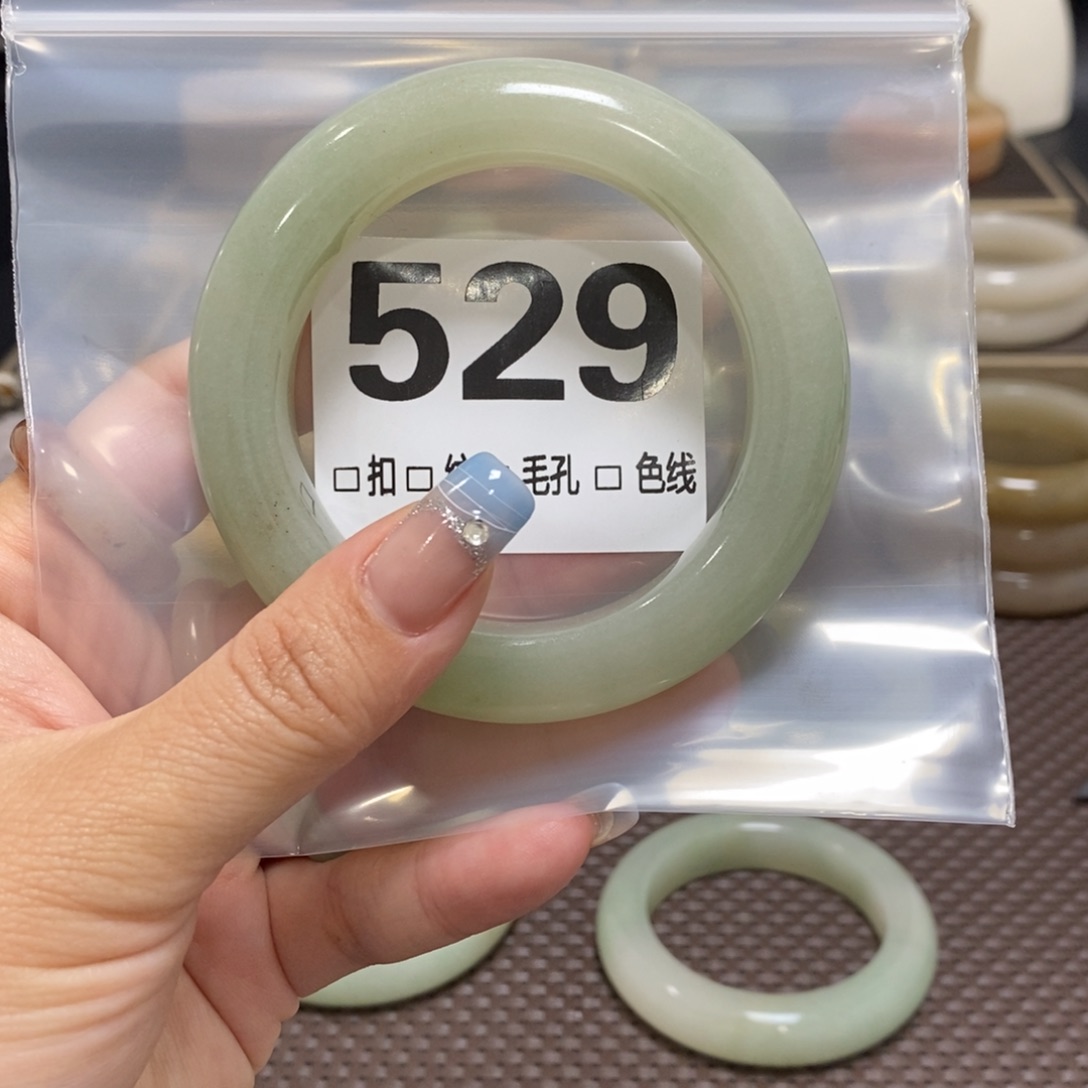 529
□ 扣 □ 毛孔 □ 色线